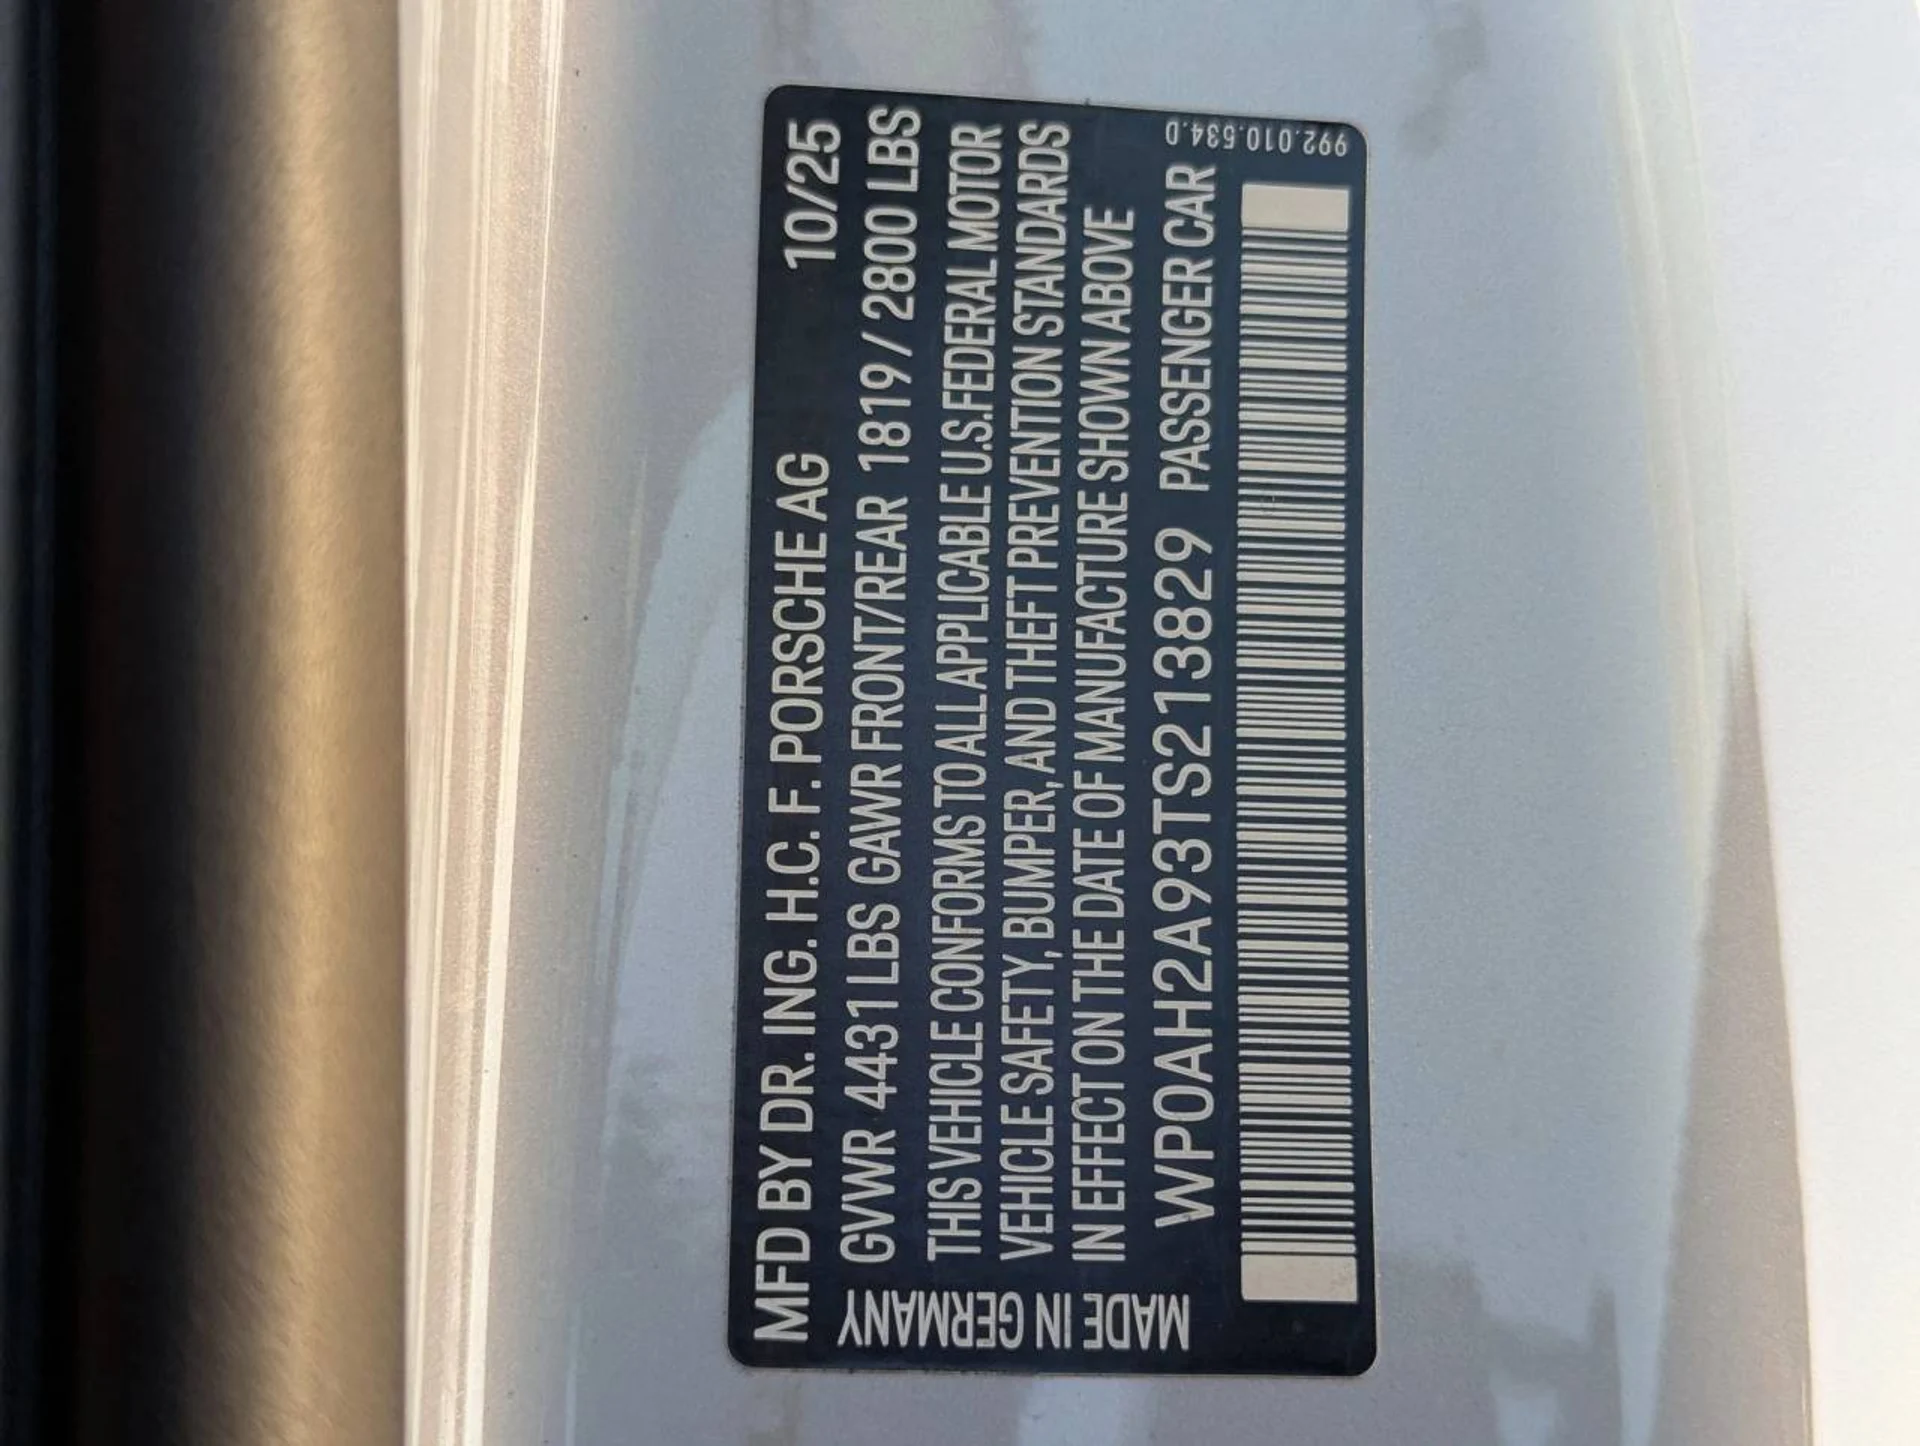 MFD BY DR. ING. H.C. F. PORSCHE AG 10/25
GVWR 4431 LBS GAWR FRONT/REAR 1819 / 2800 LBS
THIS VEHICLE CONFORMS TO ALL APPLICABLE U.S. FEDERAL MOTOR
VEHICLE SAFETY, BUMPER, AND THEFT PREVENTION STANDARDS
IN EFFECT ON THE DATE OF MANUFACTURE SHOWN ABOVE
WP0AH2A93TS213829 PASSENGER CAR
MADE IN GERMANY
992.010.534.D